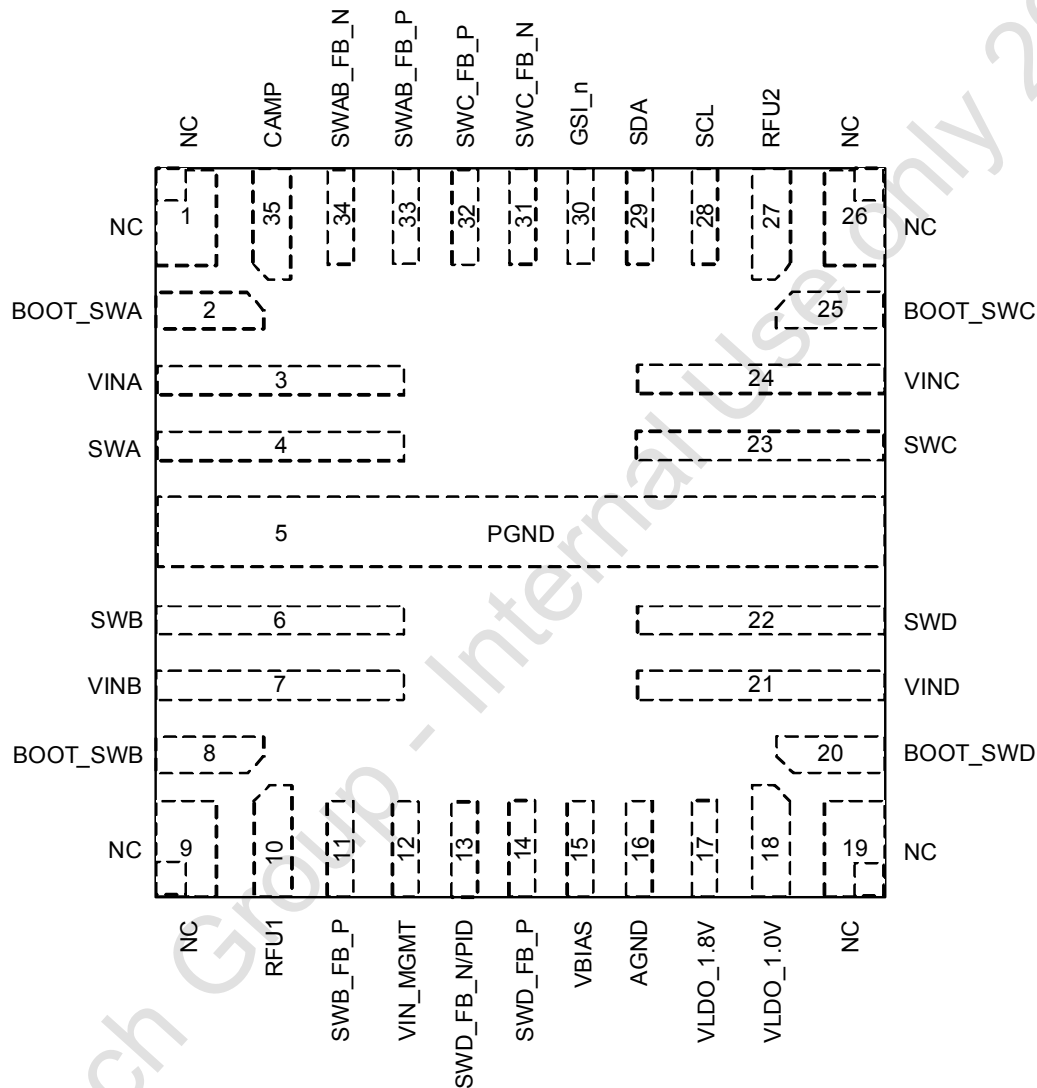 NC
CAMP
SWAB_FB_N
SWAB_FB_P
SWC_FB_P
SWC_FB_N
GSI_n
SDA
SCL
RFU2
NC
NC
1
35
34
33
32
31
30
29
28
27
26
NC
BOOT_SWA
2
25
BOOT_SWC
VINA
3
24
VINC
SWA
4
23
SWC
5
PGND
SWB
6
22
SWD
VINB
7
21
VIND
BOOT_SWB
8
20
BOOT_SWD
NC
9
10
11
12
13
14
15
16
17
18
19
NC
NC
RFU1
SWB_FB_P
VIN_MGMT
SWD_FB_N/PID
SWD_FB_P
VBIAS
AGND
VLDO_1.8V
VLDO_1.0V
NC
Group - Internal Use only